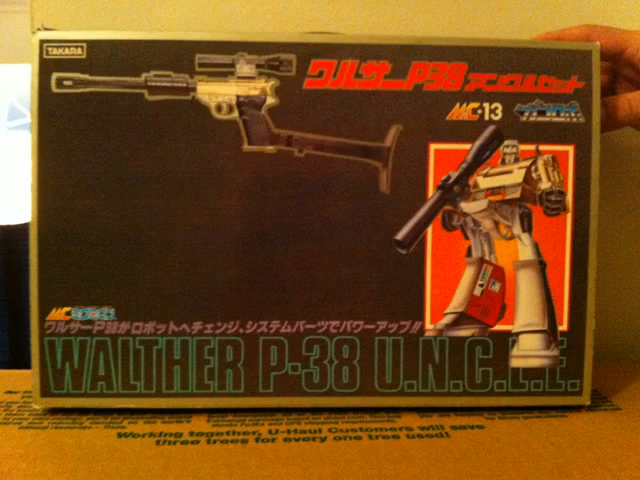 TAKARA
ワルサーP38アンクルセット
MC-13
ワルサーP38がロボットへチェンジ、システムパーツでパワーアップ!!
WALTHER P-38 U.N.C.L.E.
Working together, U-Haul Customers will save
three trees for every one tree used!